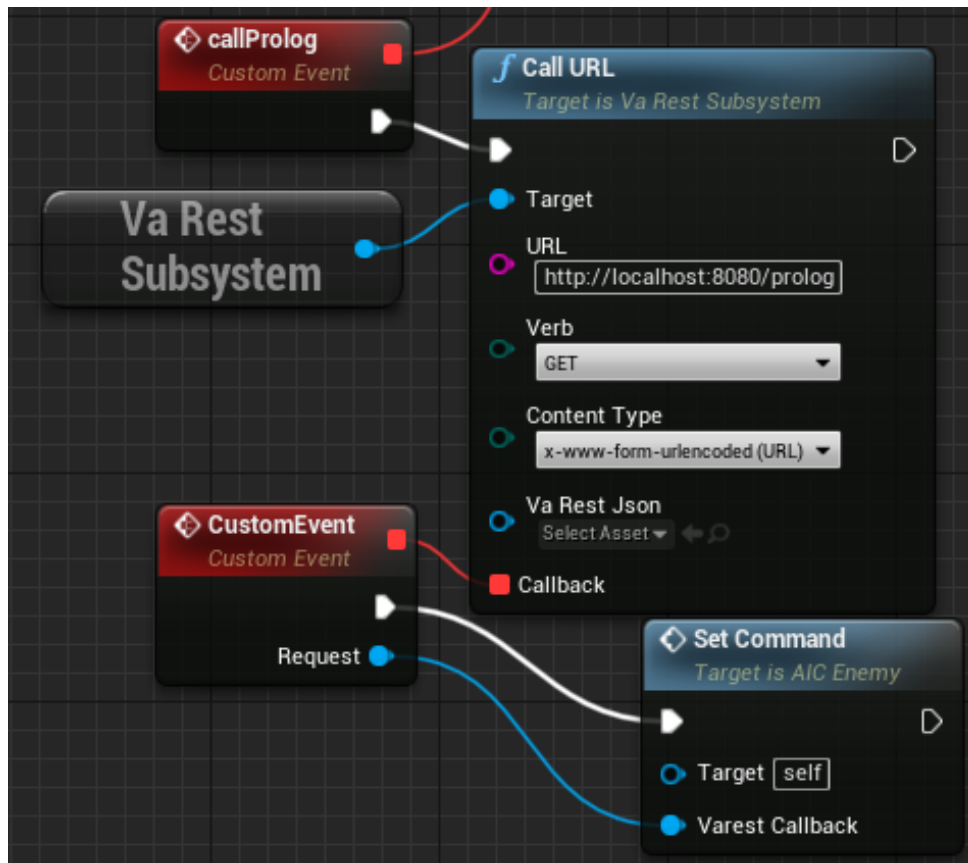 callProlog
Custom Event
Call URL
Target is Va Rest Subsystem
Va Rest
Subsystem
Target
URL
http://localhost:8080/prolog
Verb
GET
Content Type
x-www-form-urlencoded (URL)
Va Rest Json
Select Asset
Callback
CustomEvent
Custom Event
Request
Set Command
Target is AIC Enemy
Target self
Varest Callback